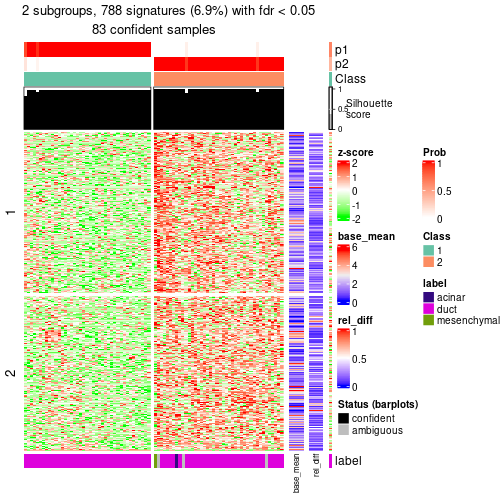 2 subgroups, 788 signatures (6.9%) with fdr < 0.05
83 confident samples
p1
p2
Class
1
0.5
0
Silhouette
score
1
2
z-score
2
1
0
-1
-2
Prob
1
0.5
0
base_mean
6
4
2
0
Class
1
2
label
acinar
duct
mesenchymal
rel_diff
1
0.5
0
Status (barplots)
confident
ambiguous
label
base_mean
rel_diff